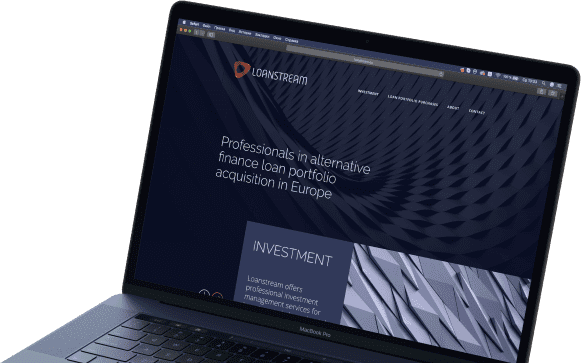 LOANSTREAM
INVESTMENT
LOAN PORTFOLIO PURCHASING
ABOUT
CONTACT
Professionals in alternative
finance loan portfolio
acquisition in Europe
INVESTMENT
Loanstream offers
professional investment
management services for
MacBook Pro